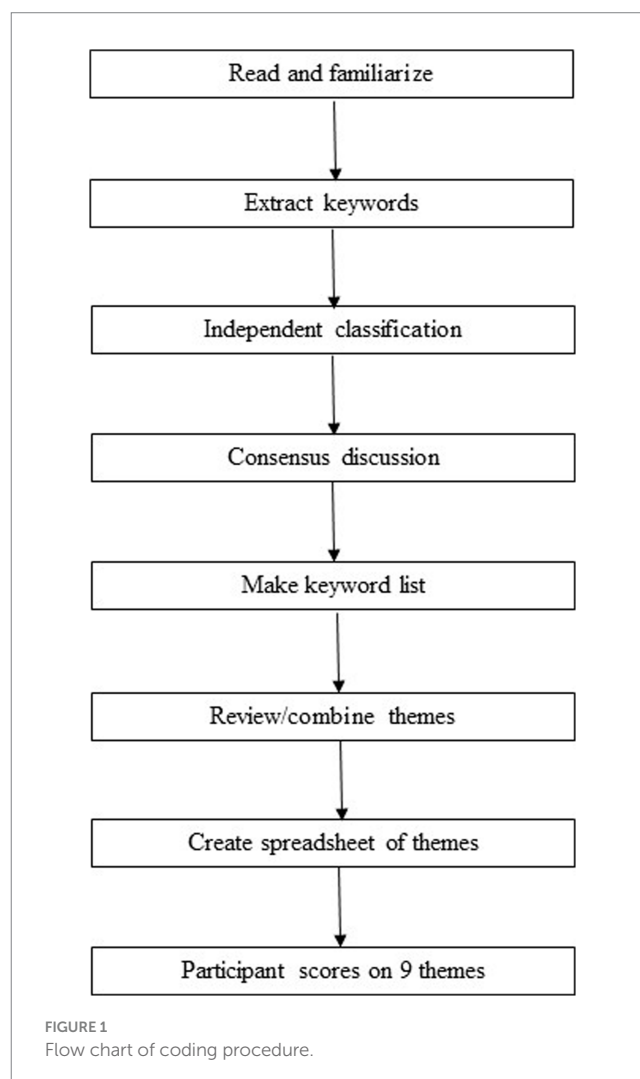 Read and familiarize
Extract keywords
Independent classification
Consensus discussion
Make keyword list
Review/combine themes
Create spreadsheet of themes
Participant scores on 9 themes
FIGURE 1
Flow chart of coding procedure.